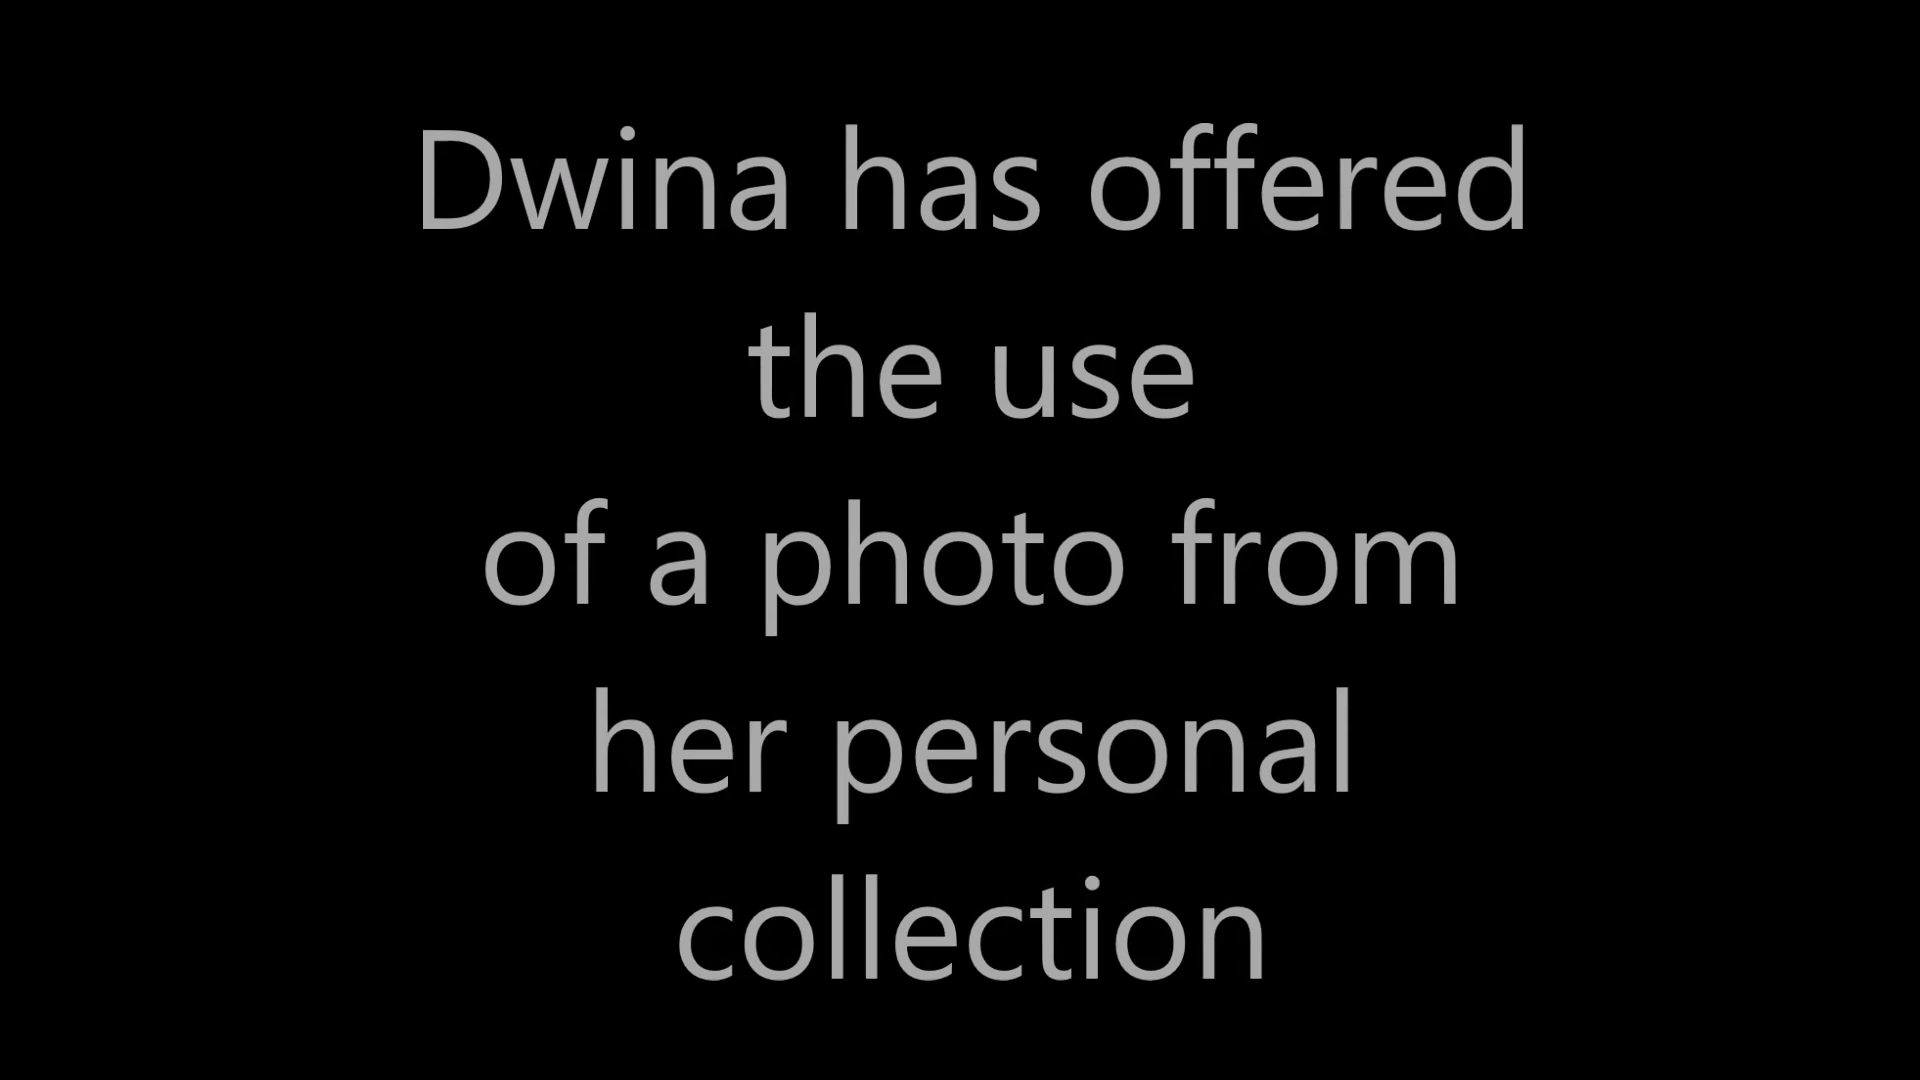 Dwina has offered
the use
of a photo from
her personal
collection